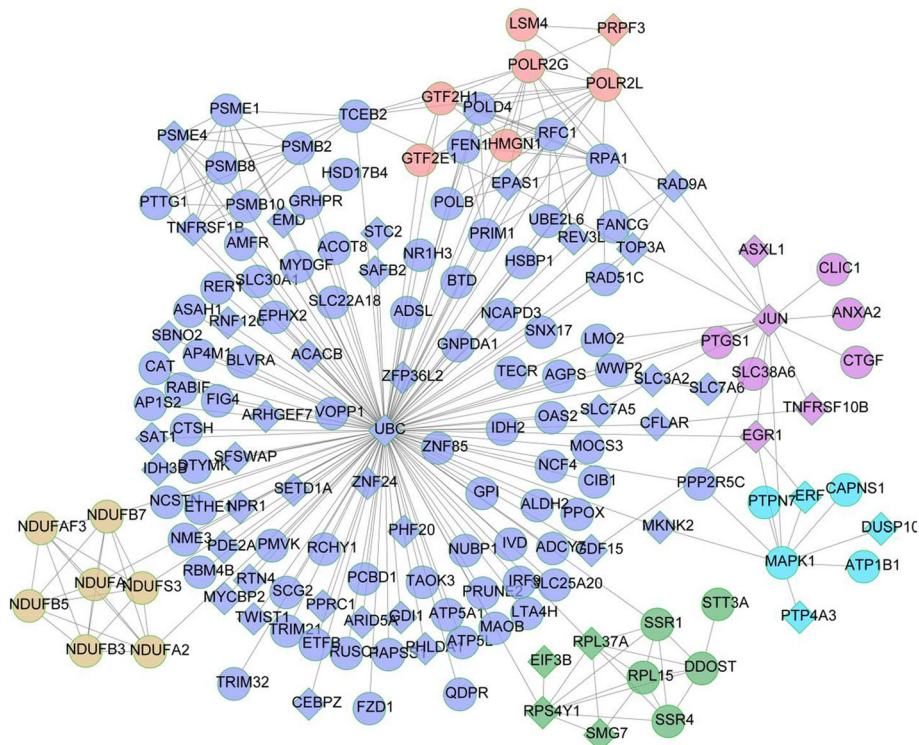 LSM4
PRPF3
POLR2G
POLR2L
GTF2H1
POLD4
PSME1
TCEB2
PSME4
PSMB2
FEN1
HMGN1
RFC1
GTF2E1
RPA1
PSMB8
HSD17B4
EPAS1
RAD9A
PTTG1
PSMB10
GRHPR
POLB
TNFRSF1B
EMD
UBE2L6
FANCG
STC2
PRIM1
REV3L
TOP3A
AMFR
ACOT8
NR1H3
ASXL1
MYDGF
SAFB2
HSBP1
CLIC1
RER1
SLC30A1
BTD
RAD51C
ASAH1
SLC22A18
ADSL
NCAPD3
JUN
ANXA2
RNF126
EPHX2
SNX17
SBNO2
GNPDA1
LMO2
PTGS1
AP4M1
BLVRA
ACACB
CTGF
CAT
ZFP36L2
TECR
AGPS
WWP2
SLC3A2
SLC38A6
RABIF
SLC7A6
AP1S2
FIG4
ARHGEF7
VOPP1
OAS2
SLC7A5
TNFRSF10B
CTSH
UBC
IDH2
CFLAR
SAT1
EGR1
SFSWAP
ZNF85
MOCS3
IDH3B
DTYMK
NCF4
CIB1
SETD1A
ZNF24
PPP2R5C
CAPNS1
NCSTN
GPI
PTPN7
ERF
ETHE1
NPR1
ALDH2
NDUFB7
PPOX
NDUFAF3
PHF20
MKNK2
DUSP10
NME3
PDE2A
PMVK
RCHY1
NUBP1
IVD
ADCY7
GDF15
MAPK1
ATP1B1
RBM4B
RTN4
PCBD1
TAOK3
IRF9
SLC25A20
NDUFS3
NDUFB5
MYCBP2
SCG2
PRUNE2
PPRC1
ATP5A1
LTA4H
PTP4A3
STT3A
TWIST1
ARID5A
MAOB
SSR1
TRIM21
RPL37A
NDUFB3
NDUFA2
ETFB
EIF3B
DDOST
TRIM32
RPL15
QDPR
CEBPZ
FZD1
RPS4Y1
SSR4
SMG7